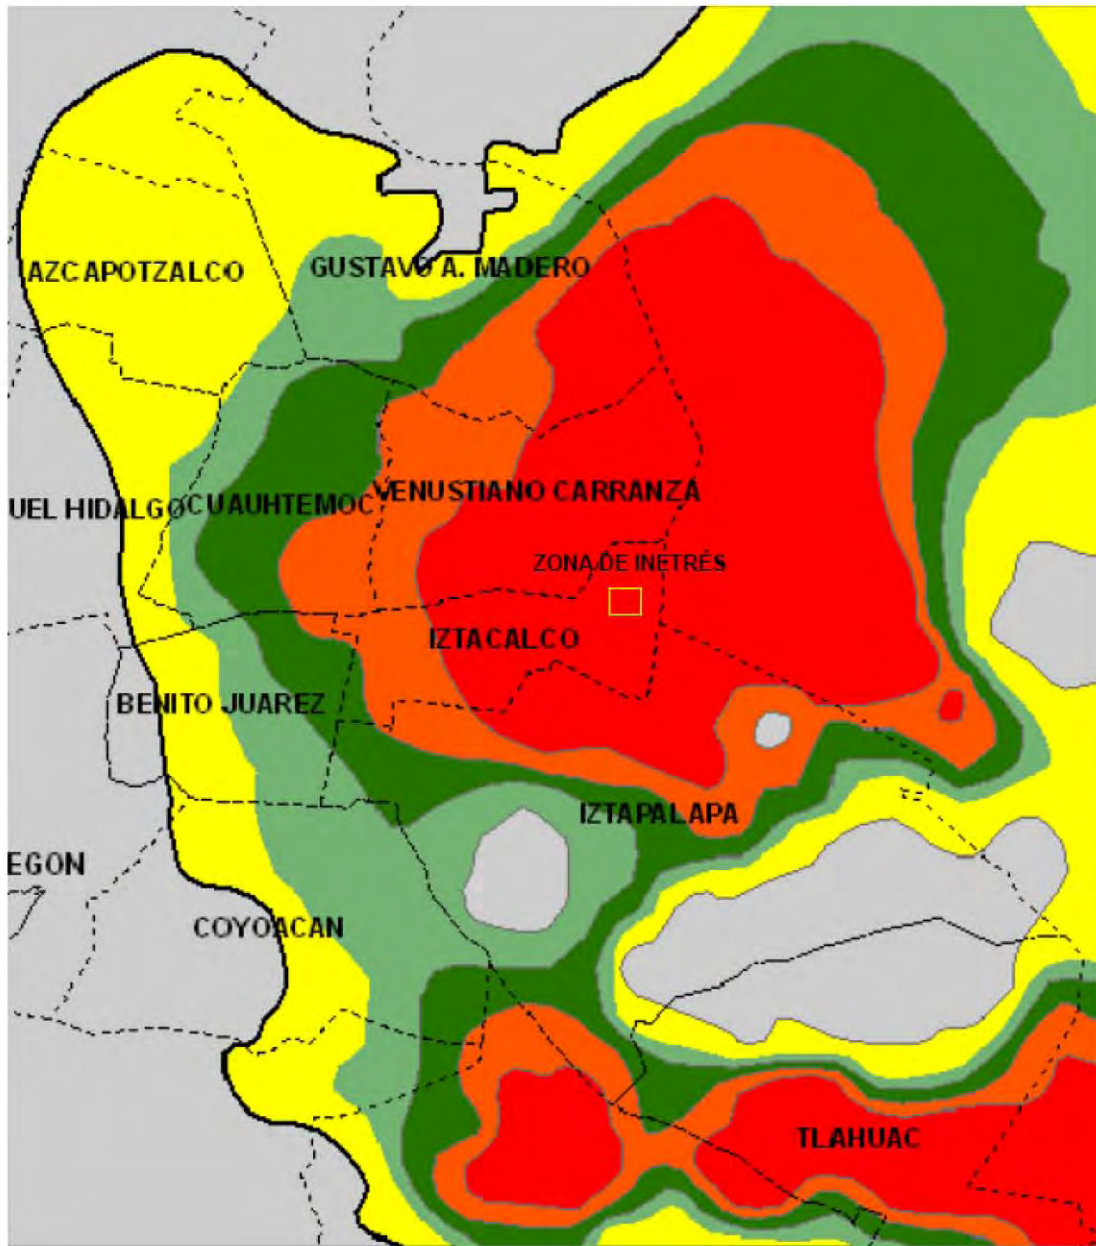 AZCAPOTZALCO
GUSTAVO A. MADERO
UEL HIDALGO
CUAUHTEMOC
VENUSTIANO CARRANZA
ZONA DE INETRÉS
IZTACALCO
BENITO JUAREZ
IZTAPALAPA
EGON
COYOACAN
TLAHUAC